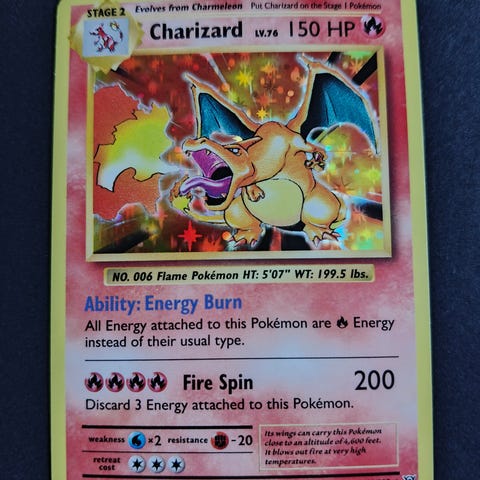 STAGE 2 Evolves from Charmeleon Put Charizard on the Stage 1 Pokémon
Charizard LV.76 150 HP
NO. 006 Flame Pokémon HT: 5'07" WT: 199.5 lbs.
Ability: Energy Burn
All Energy attached to this Pokémon are Energy
instead of their usual type.
Fire Spin 200
Discard 3 Energy attached to this Pokémon.
weakness ×2 resistance -20
Its wings can carry this Pokémon
close to an altitude of 4,600 feet.
It blows out fire at very high
temperatures.
retreat
cost